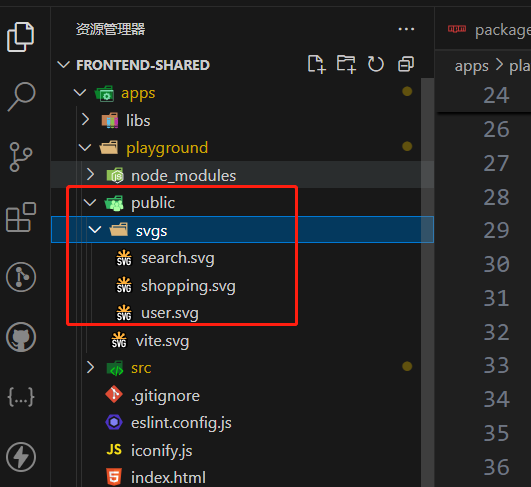 资源管理器
package
FRONTEND-SHARED
apps
apps > pla
libs
playground
node_modules
public
svgs
SVG search.svg
SVG shopping.svg
SVG user.svg
SVG vite.svg
src
.gitignore
eslint.config.js
JS iconify.js
index.html
24
26
27
28
29
30
31
32
33
34
35
36